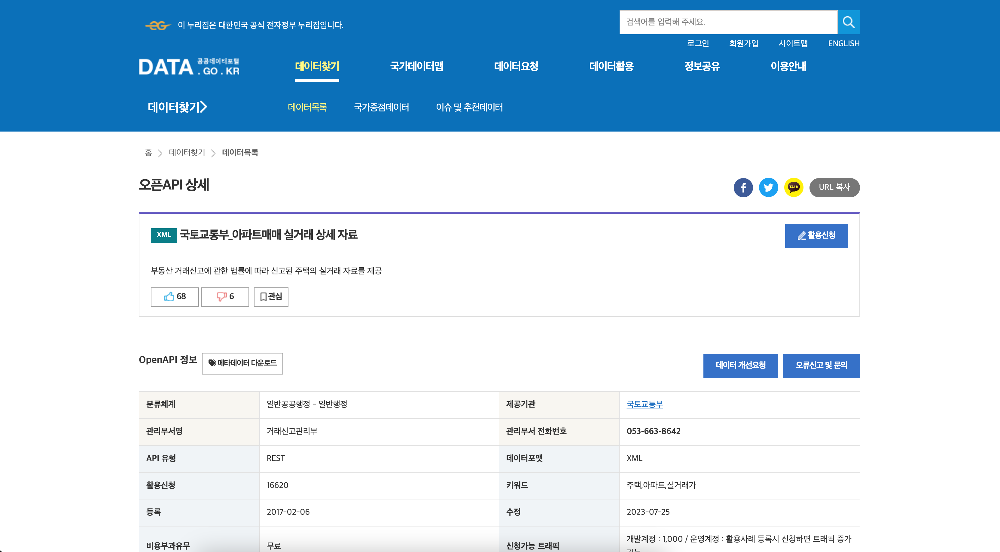 이 누리집은 대한민국 공식 전자정부 누리집입니다.
검색어를 입력해 주세요.
로그인 회원가입 사이트맵 ENGLISH
DATA 공공데이터포털 .GO.KR
데이터찾기 국가데이터맵 데이터요청 데이터활용 정보공유 이용안내
데이터찾기 데이터목록 국가중점데이터 이슈 및 추천데이터
홈 데이터찾기 데이터목록
오픈API 상세
TALK
URL 복사
XML 국토교통부_아파트매매 실거래 상세 자료
활용신청
부동산 거래신고에 관한 법률에 따라 신고된 주택의 실거래 자료를 제공
68 6 관심
OpenAPI 정보 메타데이터 다운로드
데이터 개선요청 오류신고 및 문의
분류체계 일반공공행정 - 일반행정 제공기관 국토교통부
관리부서명 거래신고관리부 관리부서 전화번호 053-663-8642
API 유형 REST 데이터포맷 XML
활용신청 16620 키워드 주택,아파트,실거래가
등록 2017-02-06 수정 2023-07-25
비용부과유무 무료 신청가능 트래픽 개발계정 : 1,000 / 운영계정 : 활용사례 등록시 신청하면 트래픽 증가